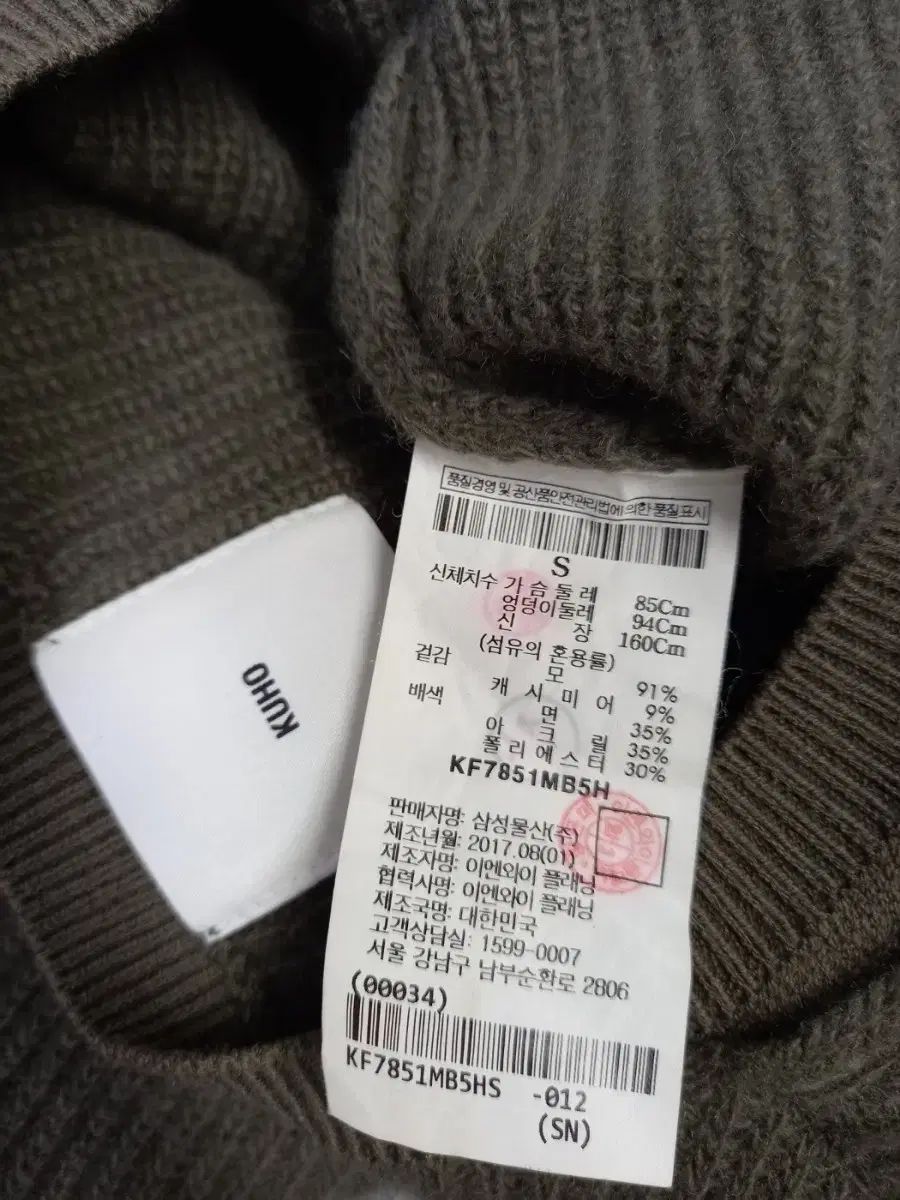 품질경영 및 공산품안전관리법에 의한 품질표시
S
신체치수 가슴둘레 85Cm
엉덩이둘레 94Cm
신장 160Cm
(섬유의 혼용률)
겉감 모 91%
캐시미어 9%
배색 면 35%
아크릴 35%
폴리에스터 30%
KF7851MB5H
판매자명: 삼성물산(주)
제조년월: 2017.08(01)
제조자명: 이엔와이 플래닝
협력사명: 이엔와이 플래닝
제조국명: 대한민국
고객상담실: 1599-0007
서울 강남구 남부순환로 2806
(00034)
KF7851MB5HS -012
(SN)
KUHO